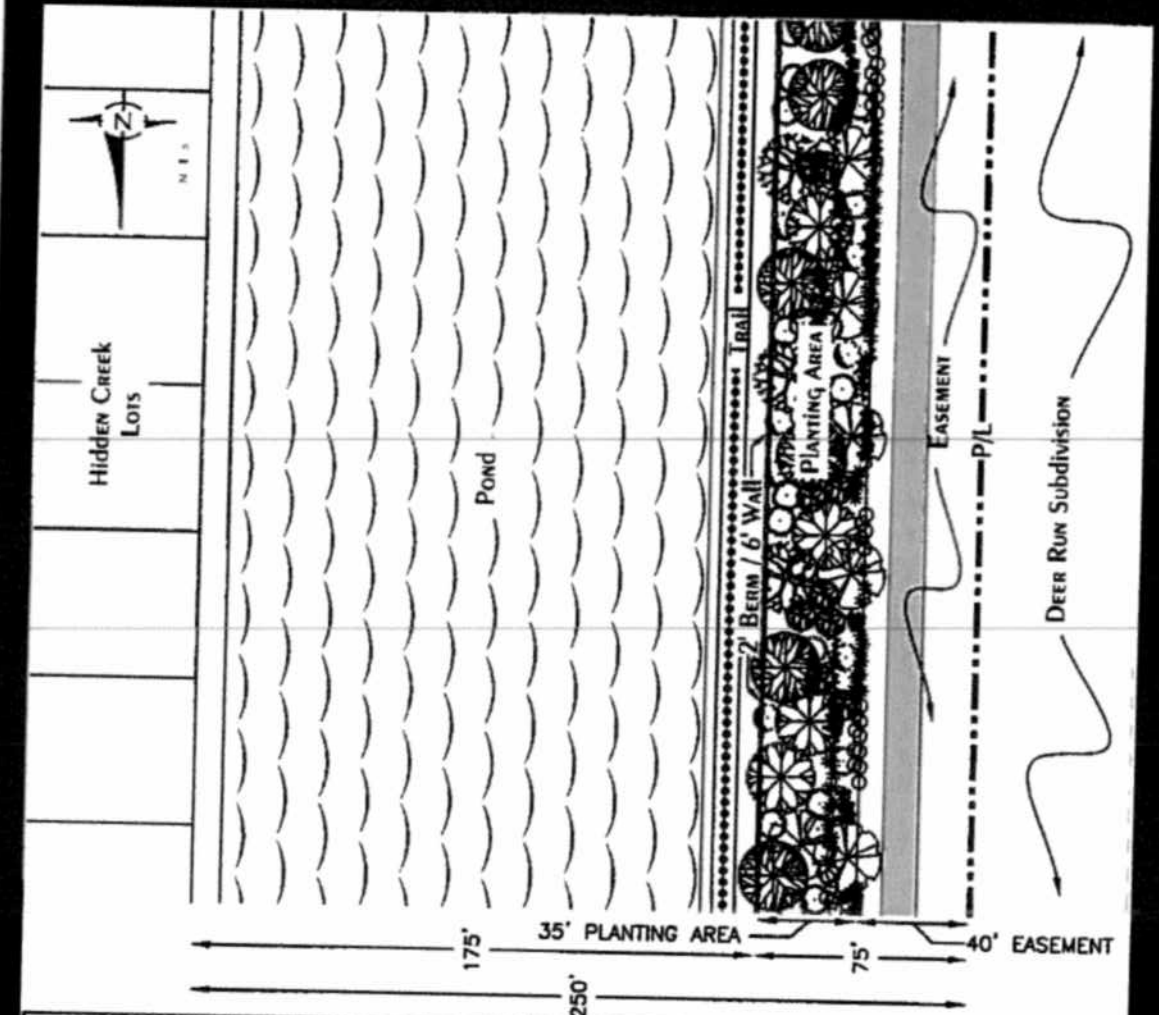 N
N T S
Hidden Creek
Lots
Pond
Trail
2' Berm / 6' Wall
Planting Area
Easement
P/L
Deer Run Subdivision
35' PLANTING AREA
40' EASEMENT
175'
75'
250'